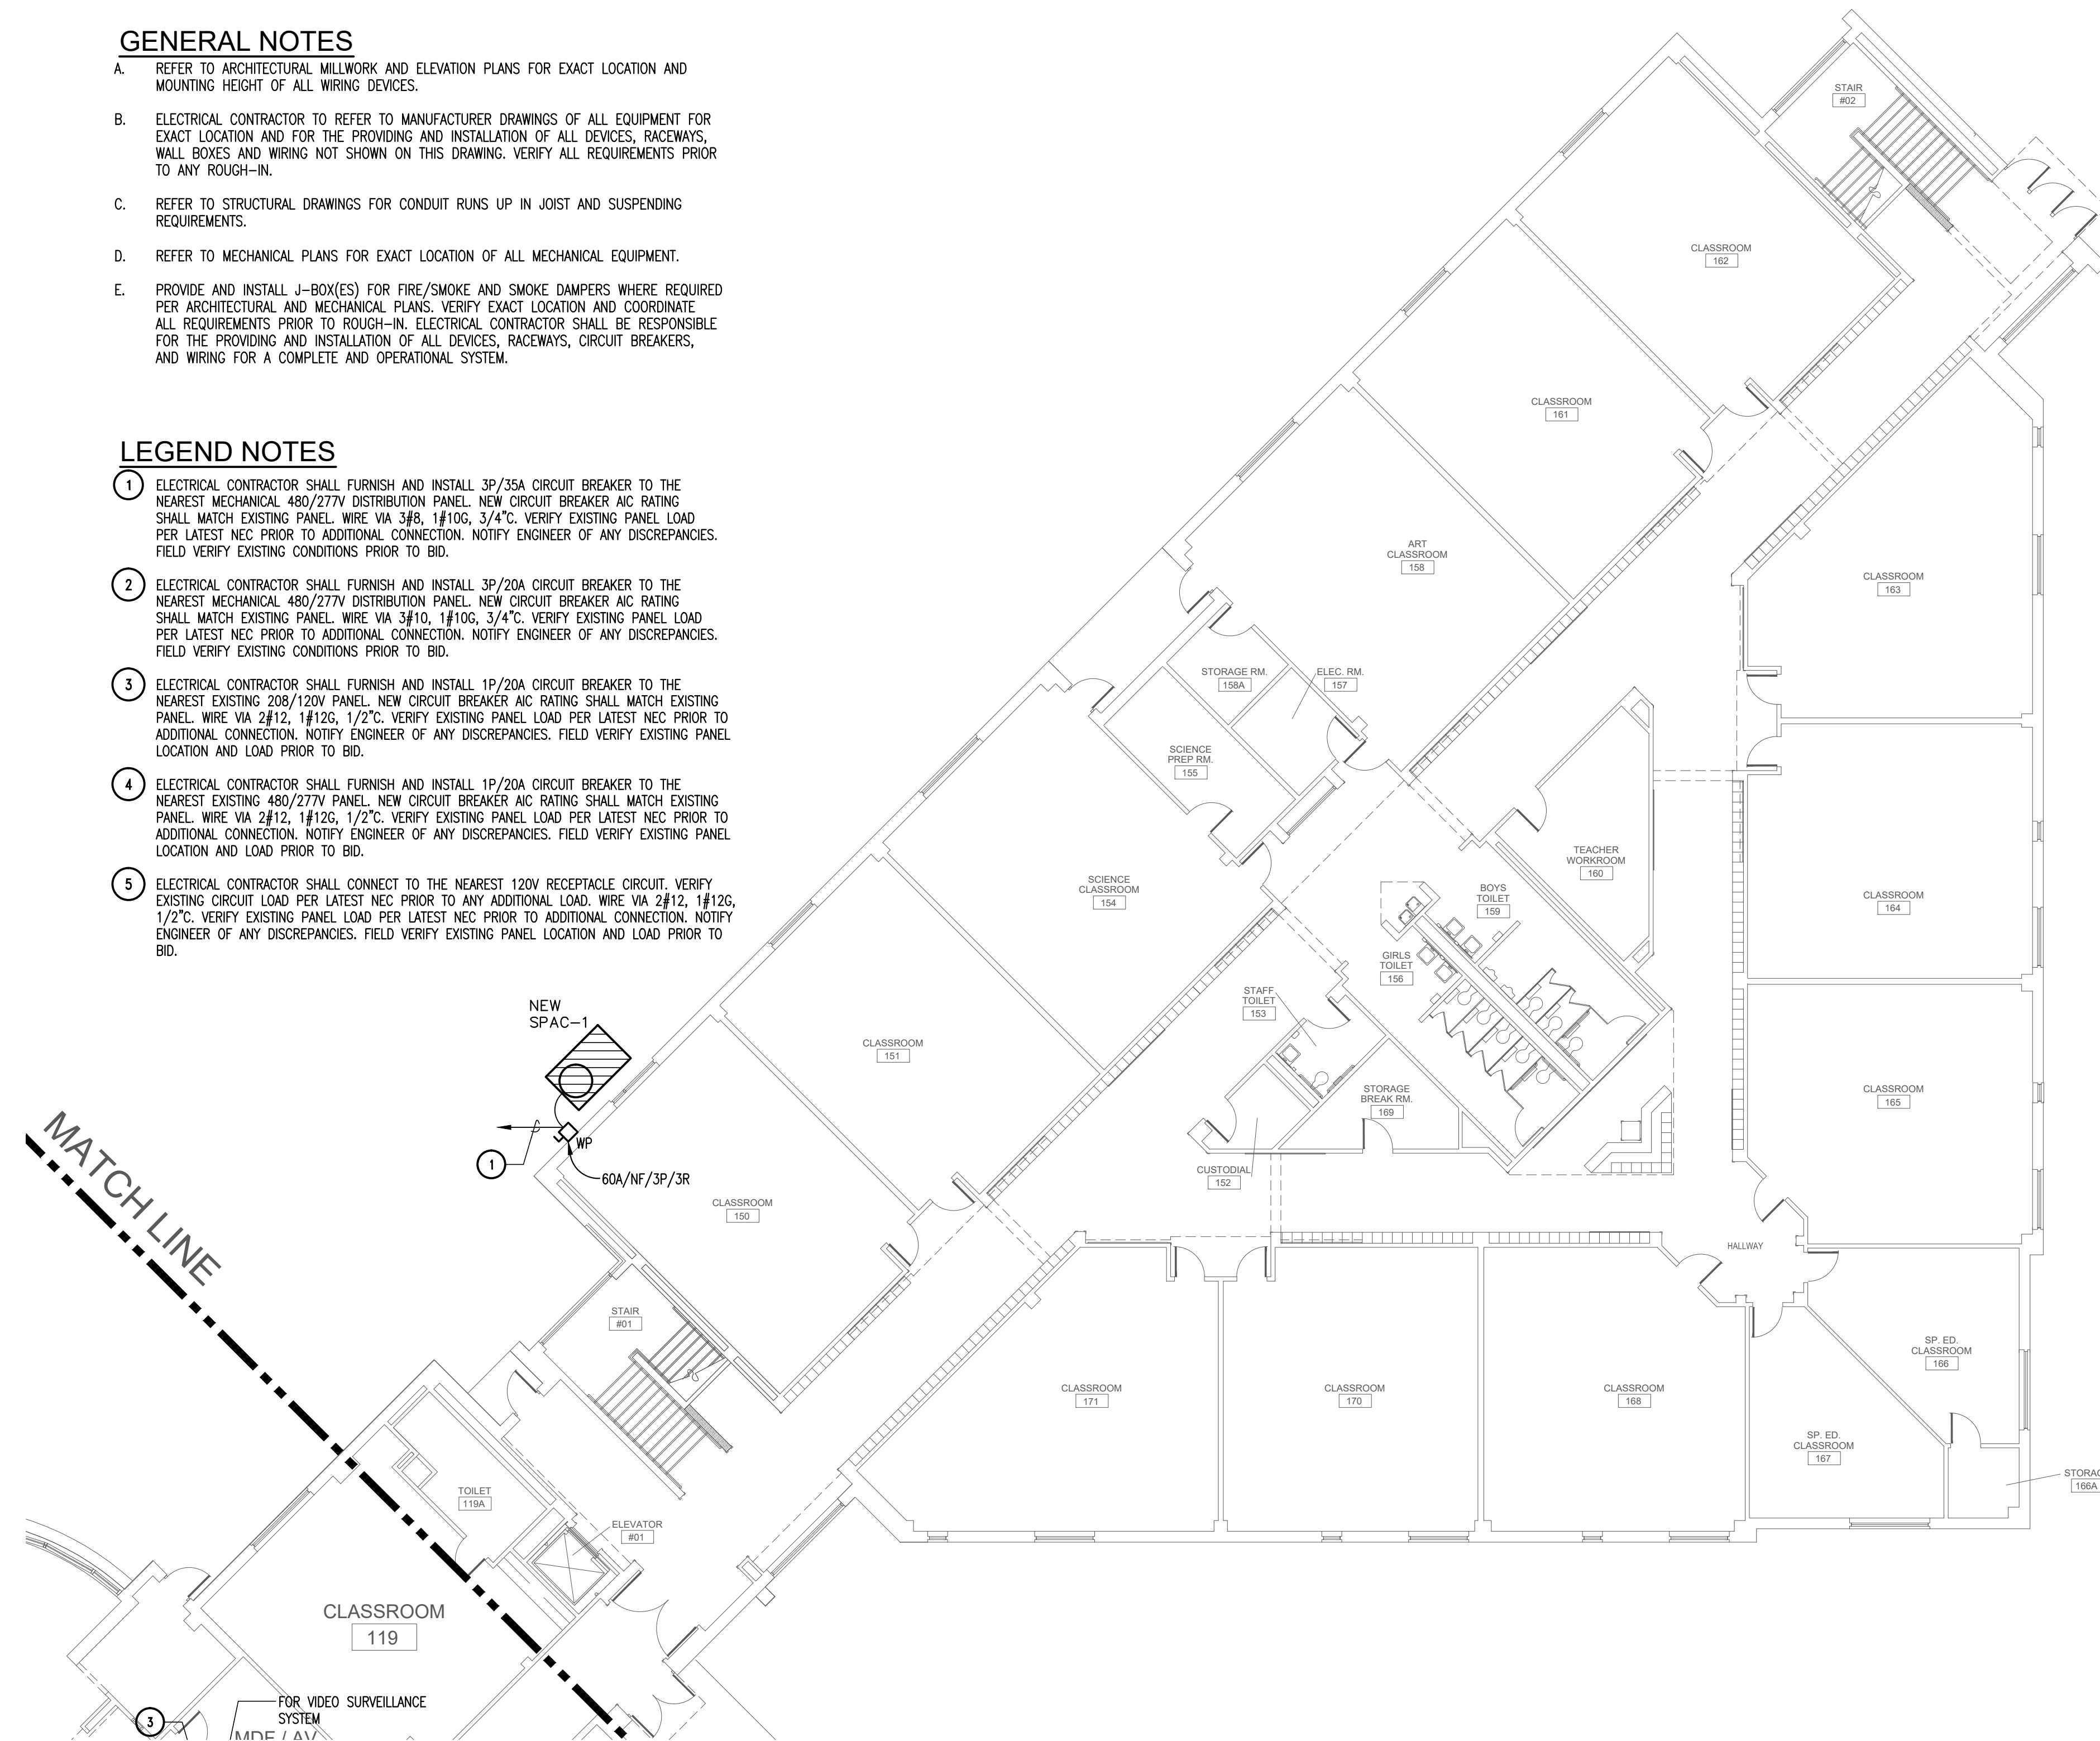 GENERAL NOTES
A. REFER TO ARCHITECTURAL MILLWORK AND ELEVATION PLANS FOR EXACT LOCATION AND
MOUNTING HEIGHT OF ALL WIRING DEVICES.
B. ELECTRICAL CONTRACTOR TO REFER TO MANUFACTURER DRAWINGS OF ALL EQUIPMENT FOR
EXACT LOCATION AND FOR THE PROVIDING AND INSTALLATION OF ALL DEVICES, RACEWAYS,
WALL BOXES AND WIRING NOT SHOWN ON THIS DRAWING. VERIFY ALL REQUIREMENTS PRIOR
TO ANY ROUGH-IN.
C. REFER TO STRUCTURAL DRAWINGS FOR CONDUIT RUNS UP IN JOIST AND SUSPENDING
REQUIREMENTS.
D. REFER TO MECHANICAL PLANS FOR EXACT LOCATION OF ALL MECHANICAL EQUIPMENT.
E. PROVIDE AND INSTALL J-BOX(ES) FOR FIRE/SMOKE AND SMOKE DAMPERS WHERE REQUIRED
PER ARCHITECTURAL AND MECHANICAL PLANS. VERIFY EXACT LOCATION AND COORDINATE
ALL REQUIREMENTS PRIOR TO ROUGH-IN. ELECTRICAL CONTRACTOR SHALL BE RESPONSIBLE
FOR THE PROVIDING AND INSTALLATION OF ALL DEVICES, RACEWAYS, CIRCUIT BREAKERS,
AND WIRING FOR A COMPLETE AND OPERATIONAL SYSTEM.
LEGEND NOTES
1 ELECTRICAL CONTRACTOR SHALL FURNISH AND INSTALL 3P/35A CIRCUIT BREAKER TO THE
NEAREST MECHANICAL 480/277V DISTRIBUTION PANEL. NEW CIRCUIT BREAKER AIC RATING
SHALL MATCH EXISTING PANEL. WIRE VIA 3#8, 1#10G, 3/4"C. VERIFY EXISTING PANEL LOAD
PER LATEST NEC PRIOR TO ADDITIONAL CONNECTION. NOTIFY ENGINEER OF ANY DISCREPANCIES.
FIELD VERIFY EXISTING CONDITIONS PRIOR TO BID.
2 ELECTRICAL CONTRACTOR SHALL FURNISH AND INSTALL 3P/20A CIRCUIT BREAKER TO THE
NEAREST MECHANICAL 480/277V DISTRIBUTION PANEL. NEW CIRCUIT BREAKER AIC RATING
SHALL MATCH EXISTING PANEL. WIRE VIA 3#10, 1#10G, 3/4"C. VERIFY EXISTING PANEL LOAD
PER LATEST NEC PRIOR TO ADDITIONAL CONNECTION. NOTIFY ENGINEER OF ANY DISCREPANCIES.
FIELD VERIFY EXISTING CONDITIONS PRIOR TO BID.
3 ELECTRICAL CONTRACTOR SHALL FURNISH AND INSTALL 1P/20A CIRCUIT BREAKER TO THE
NEAREST EXISTING 208/120V PANEL. NEW CIRCUIT BREAKER AIC RATING SHALL MATCH EXISTING
PANEL. WIRE VIA 2#12, 1#12G, 1/2"C. VERIFY EXISTING PANEL LOAD PER LATEST NEC PRIOR TO
ADDITIONAL CONNECTION. NOTIFY ENGINEER OF ANY DISCREPANCIES. FIELD VERIFY EXISTING PANEL
LOCATION AND LOAD PRIOR TO BID.
4 ELECTRICAL CONTRACTOR SHALL FURNISH AND INSTALL 1P/20A CIRCUIT BREAKER TO THE
NEAREST EXISTING 480/277V PANEL. NEW CIRCUIT BREAKER AIC RATING SHALL MATCH EXISTING
PANEL. WIRE VIA 2#12, 1#12G, 1/2"C. VERIFY EXISTING PANEL LOAD PER LATEST NEC PRIOR TO
ADDITIONAL CONNECTION. NOTIFY ENGINEER OF ANY DISCREPANCIES. FIELD VERIFY EXISTING PANEL
LOCATION AND LOAD PRIOR TO BID.
5 ELECTRICAL CONTRACTOR SHALL CONNECT TO THE NEAREST 120V RECEPTACLE CIRCUIT. VERIFY
EXISTING CIRCUIT LOAD PER LATEST NEC PRIOR TO ANY ADDITIONAL LOAD. WIRE VIA 2#12, 1#12G,
1/2"C. VERIFY EXISTING PANEL LOAD PER LATEST NEC PRIOR TO ADDITIONAL CONNECTION. NOTIFY
ENGINEER OF ANY DISCREPANCIES. FIELD VERIFY EXISTING PANEL LOCATION AND LOAD PRIOR TO
BID.
STAIR
#02
CLASSROOM
162
CLASSROOM
161
ART
CLASSROOM
158
CLASSROOM
163
STORAGE RM.
158A
ELEC. RM.
157
SCIENCE
PREP RM.
155
TEACHER
WORKROOM
160
SCIENCE
CLASSROOM
154
BOYS
TOILET
159
CLASSROOM
164
GIRLS
TOILET
156
STAFF
TOILET
153
CLASSROOM
151
STORAGE
BREAK RM.
169
CLASSROOM
165
CUSTODIAL
152
NEW
SPAC-1
WP
1
60A/NF/3P/3R
CLASSROOM
150
MATCH LINE
HALLWAY
STAIR
#01
SP. ED.
CLASSROOM
166
CLASSROOM
171
CLASSROOM
170
CLASSROOM
168
SP. ED.
CLASSROOM
167
STORAG
166A
TOILET
119A
ELEVATOR
#01
CLASSROOM
119
FOR VIDEO SURVEILLANCE
SYSTEM
3
MDF / AV